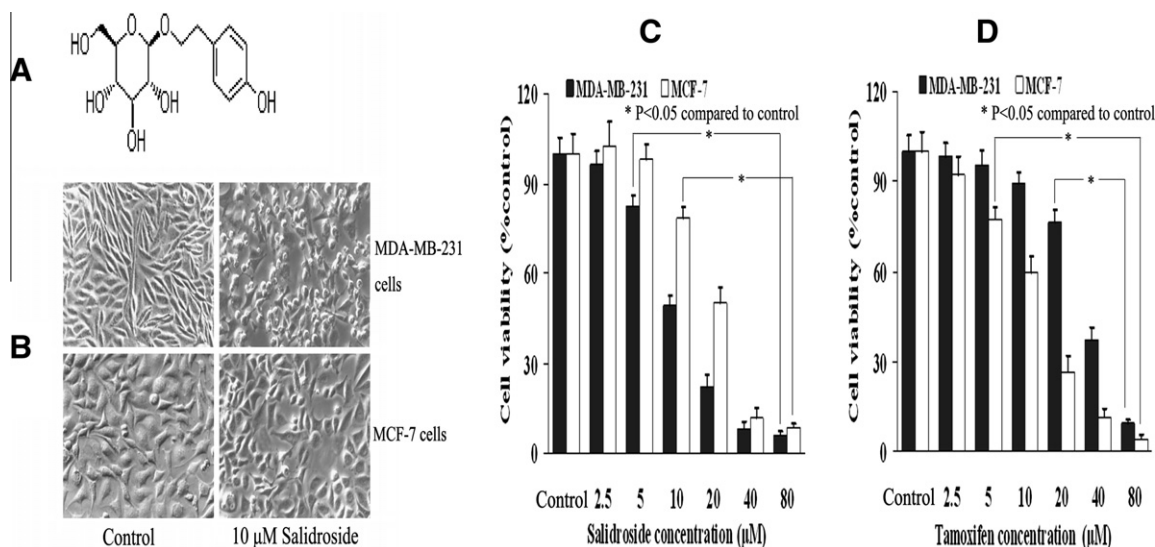 A
HO
O
O
HO
OH
OH
OH
B
MDA-MB-231
cells
MCF-7 cells
Control
10 μM Salidroside
C
MDA-MB-231 MCF-7
* P<0.05 compared to control
*
*
Cell viability (%control)
120
90
60
30
0
Control 2.5 5 10 20 40 80
Salidroside concentration (μM)
D
MDA-MB-231 MCF-7
* P<0.05 compared to control
*
*
Cell viability (%control)
120
90
60
30
0
Control 2.5 5 10 20 40 80
Tamoxifen concentration (μM)